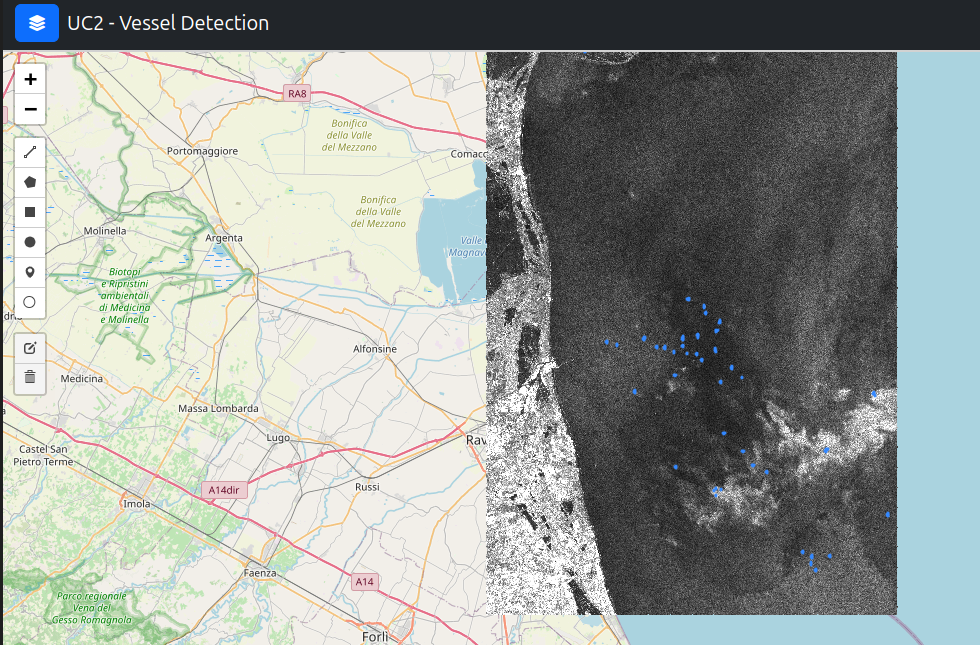 UC2 - Vessel Detection
+
−
RA8
Bonifica
della Valle
del Mezzano
Portomaggiore
Comacc
Bonifica
della Valle
del Mezzano
Molinella
Argenta
Valle
Magnava
Biotopi
e Ripristini
ambientali
di Medicina
e Molinella
Alfonsine
Medicina
Massa Lombarda
Lugo
Rav
Castel San
Pietro Terme
A14dir
Russi
Imola
Faenza
A14
Parco regionale
Vena del
Gesso Romagnola
Forlì